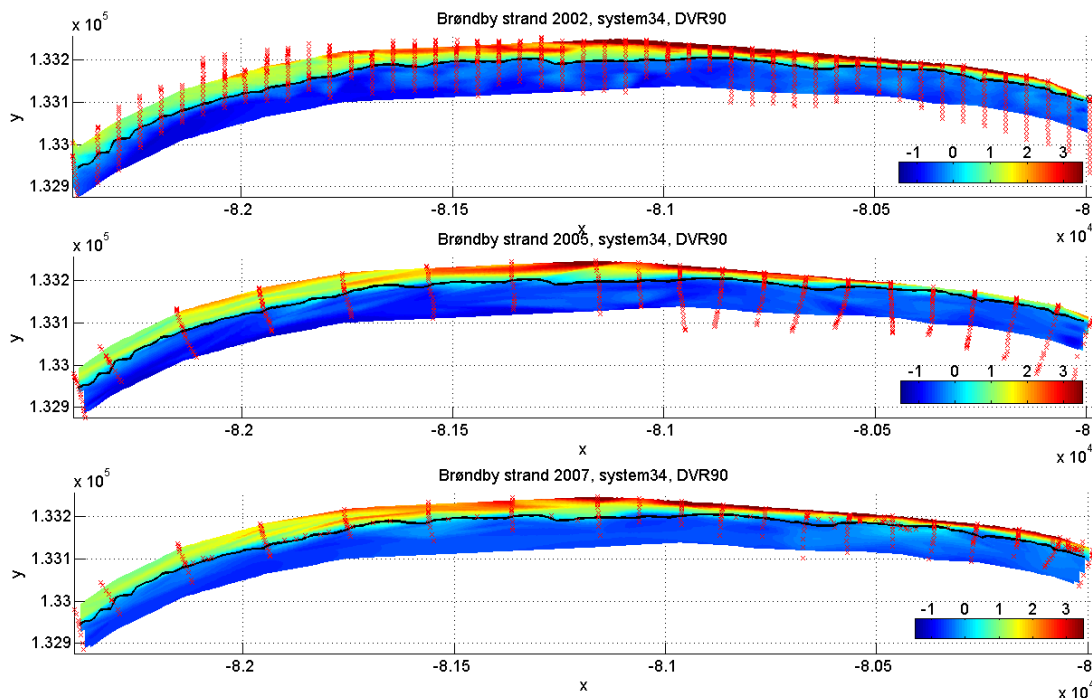 Brøndby strand 2002, system34, DVR90
x 10^5
1.332
1.331
1.33
1.329
y
-1 0 1 2 3
-8.2 -8.15 -8.1 -8.05 -8
x
x 10^4
Brøndby strand 2005, system34, DVR90
x 10^5
1.332
1.331
1.33
1.329
y
-1 0 1 2 3
-8.2 -8.15 -8.1 -8.05 -8
x
x 10^4
Brøndby strand 2007, system34, DVR90
x 10^5
1.332
1.331
1.33
1.329
y
-1 0 1 2 3
-8.2 -8.15 -8.1 -8.05 -8
x
x 10^4